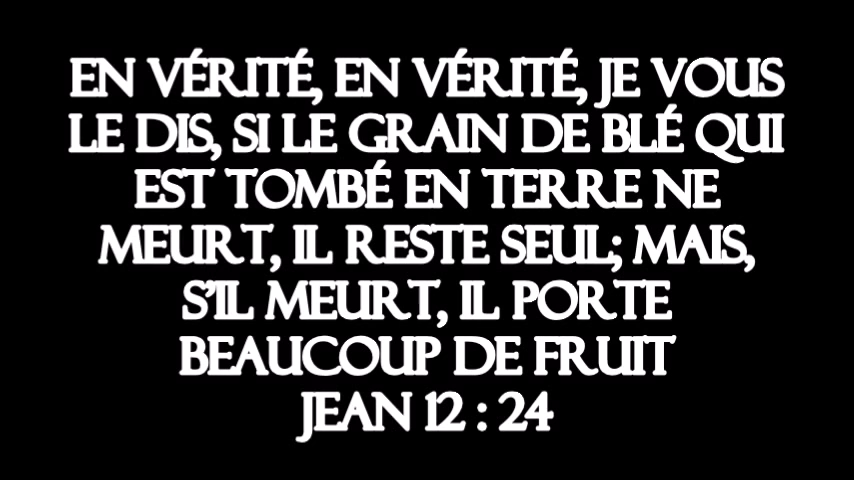 EN VÉRITÉ, EN VÉRITÉ, JE VOUS
LE DIS, SI LE GRAIN DE BLÉ QUI
EST TOMBÉ EN TERRE NE
MEURT, IL RESTE SEUL; MAIS,
S'IL MEURT, IL PORTE
BEAUCOUP DE FRUIT
JEAN 12 : 24